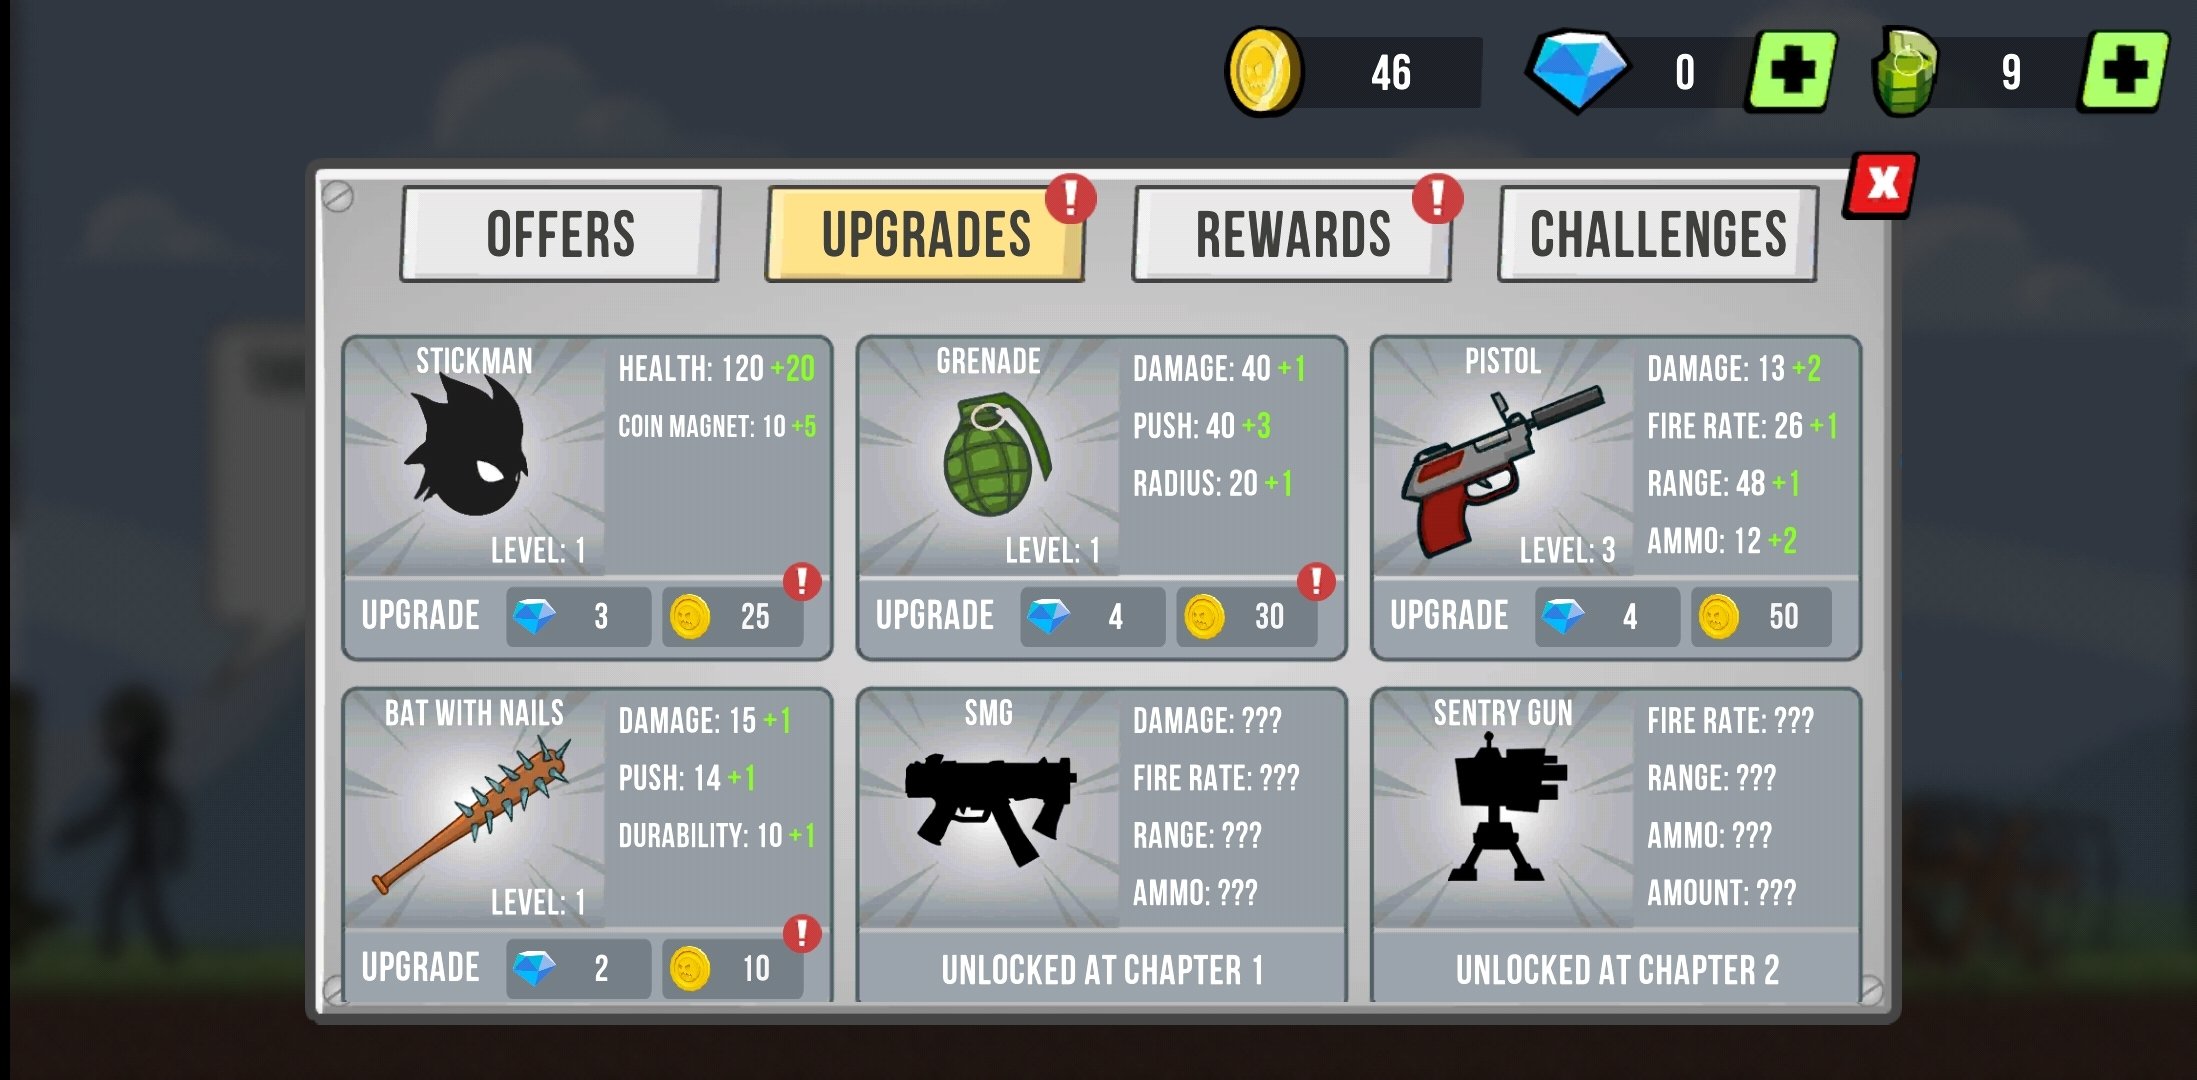 46
0
9
X
OFFERS
UPGRADES !
REWARDS !
CHALLENGES
STICKMAN
HEALTH: 120 +20
COIN MAGNET: 10 +5
LEVEL: 1
UPGRADE 3 25 !
GRENADE
DAMAGE: 40 +1
PUSH: 40 +3
RADIUS: 20 +1
LEVEL: 1
UPGRADE 4 30 !
PISTOL
DAMAGE: 13 +2
FIRE RATE: 26 +1
RANGE: 48 +1
AMMO: 12 +2
LEVEL: 3
UPGRADE 4 50
BAT WITH NAILS
DAMAGE: 15 +1
PUSH: 14 +1
DURABILITY: 10 +1
LEVEL: 1
UPGRADE 2 10 !
SMG
DAMAGE: ???
FIRE RATE: ???
RANGE: ???
AMMO: ???
UNLOCKED AT CHAPTER 1
SENTRY GUN
FIRE RATE: ???
RANGE: ???
AMMO: ???
AMOUNT: ???
UNLOCKED AT CHAPTER 2